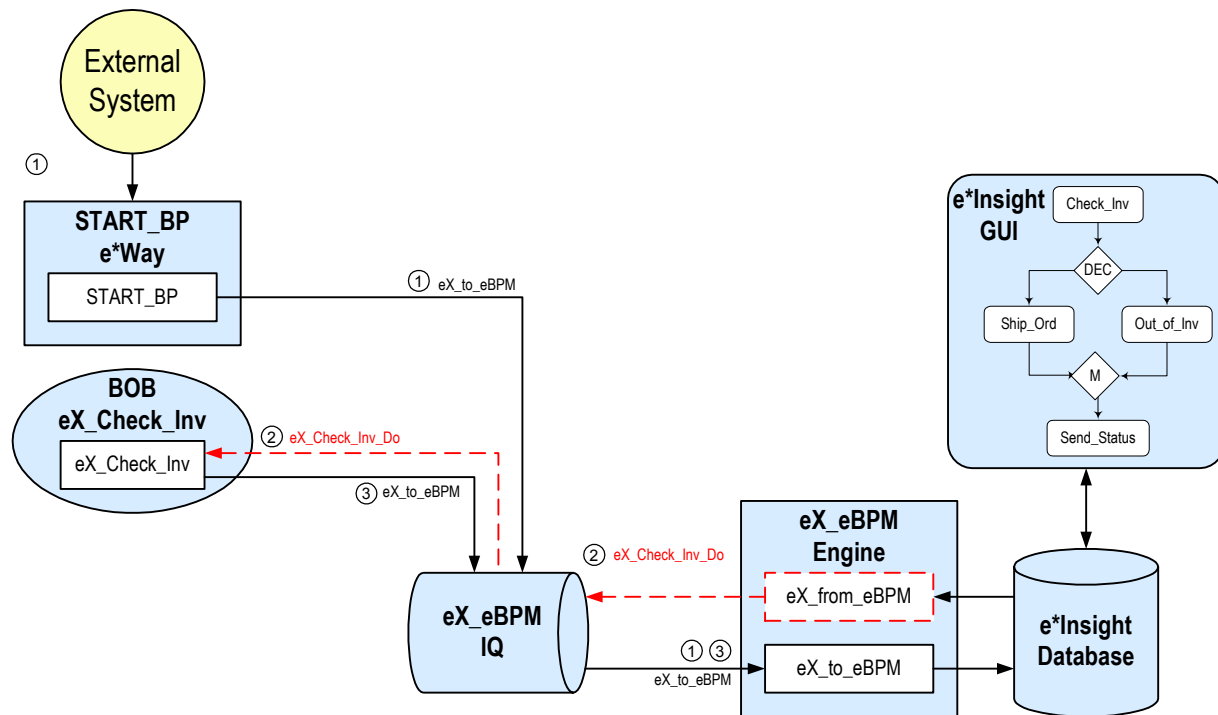 External
System
①
START_BP
e*Way
START_BP
① eX_to_eBPM
BOB
eX_Check_Inv
eX_Check_Inv
② eX_Check_Inv_Do
③ eX_to_eBPM
eX_eBPM
IQ
② eX_Check_Inv_Do
① ③
eX_to_eBPM
eX_eBPM
Engine
eX_from_eBPM
eX_to_eBPM
e*Insight
GUI
Check_Inv
DEC
Ship_Ord
Out_of_Inv
M
Send_Status
e*Insight
Database